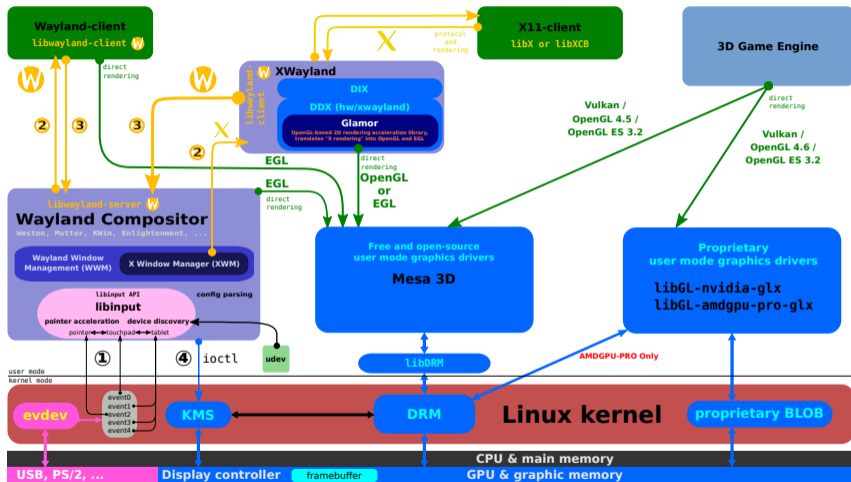 Wayland-client
libwayland-client W
direct
rendering
W
W
2
3
3
X
2
X
protocol
and
rendering
X11-client
libX or libXCB
3D Game Engine
direct
rendering
XWayland
W
libwayland-
client
DIX
DDX (hw/xwayland)
Glamor
OpenGL-based 2D rendering acceleration library,
translates "X rendering" into OpenGL and EGL
direct
rendering
OpenGL
or
EGL
EGL
EGL
direct
rendering
Vulkan /
OpenGL 4.5 /
OpenGL ES 3.2
Vulkan /
OpenGL 4.6 /
OpenGL ES 3.2
libwayland-server W
Wayland Compositor
Weston, Mutter, KWin, Enlightenment, ...
Wayland Window
Management (WWM)
X Window Manager (XWM)
libinput API
config parsing
libinput
pointer acceleration
device discovery
pointer
touchpad
tablet
1
4
ioctl
udev
Free and open-source
user mode graphics drivers
Mesa 3D
Proprietary
user mode graphics drivers
libGL-nvidia-glx
libGL-amdgpu-pro-glx
libDRM
AMDGPU-PRO Only
user mode
kernel mode
evdev
event0
event1
event2
event3
event4
KMS
DRM
Linux kernel
proprietary BLOB
CPU & main memory
USB, PS/2, ...
Display controller
framebuffer
GPU & graphic memory